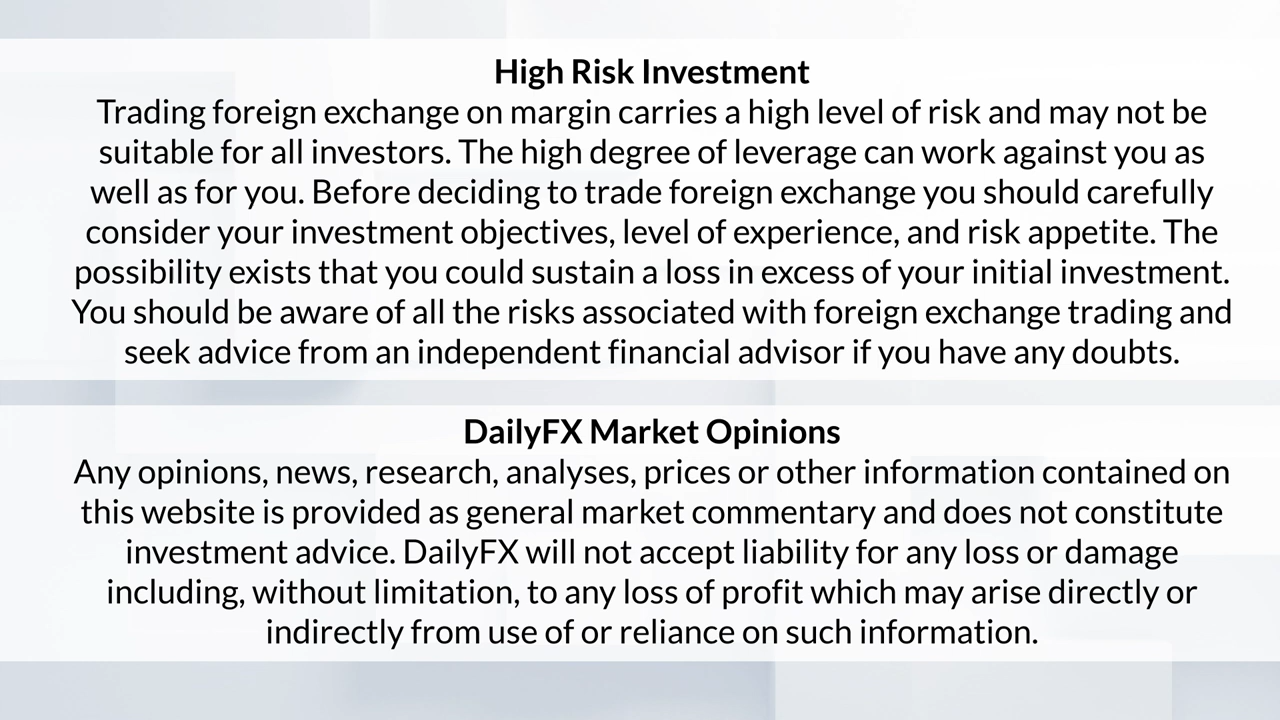 High Risk Investment
Trading foreign exchange on margin carries a high level of risk and may not be
suitable for all investors. The high degree of leverage can work against you as
well as for you. Before deciding to trade foreign exchange you should carefully
consider your investment objectives, level of experience, and risk appetite. The
possibility exists that you could sustain a loss in excess of your initial investment.
You should be aware of all the risks associated with foreign exchange trading and
seek advice from an independent financial advisor if you have any doubts.
DailyFX Market Opinions
Any opinions, news, research, analyses, prices or other information contained on
this website is provided as general market commentary and does not constitute
investment advice. DailyFX will not accept liability for any loss or damage
including, without limitation, to any loss of profit which may arise directly or
indirectly from use of or reliance on such information.